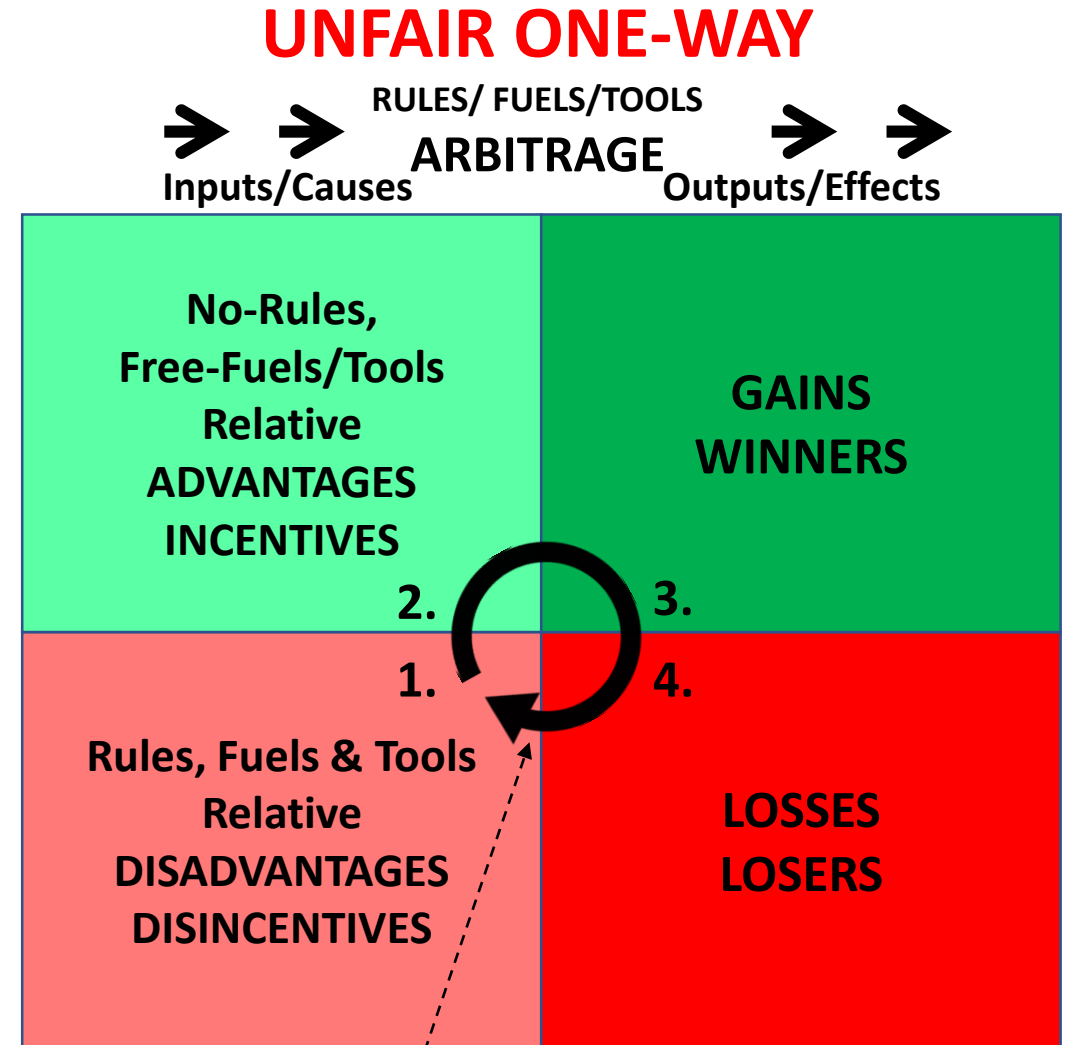 UNFAIR ONE-WAY
RULES/ FUELS/TOOLS
ARBITRAGE
Inputs/Causes
Outputs/Effects
No-Rules,
Free-Fuels/Tools
Relative
ADVANTAGES
INCENTIVES
2.
GAINS
WINNERS
3.
1.
Rules, Fuels & Tools
Relative
DISADVANTAGES
DISINCENTIVES
4.
LOSSES
LOSERS